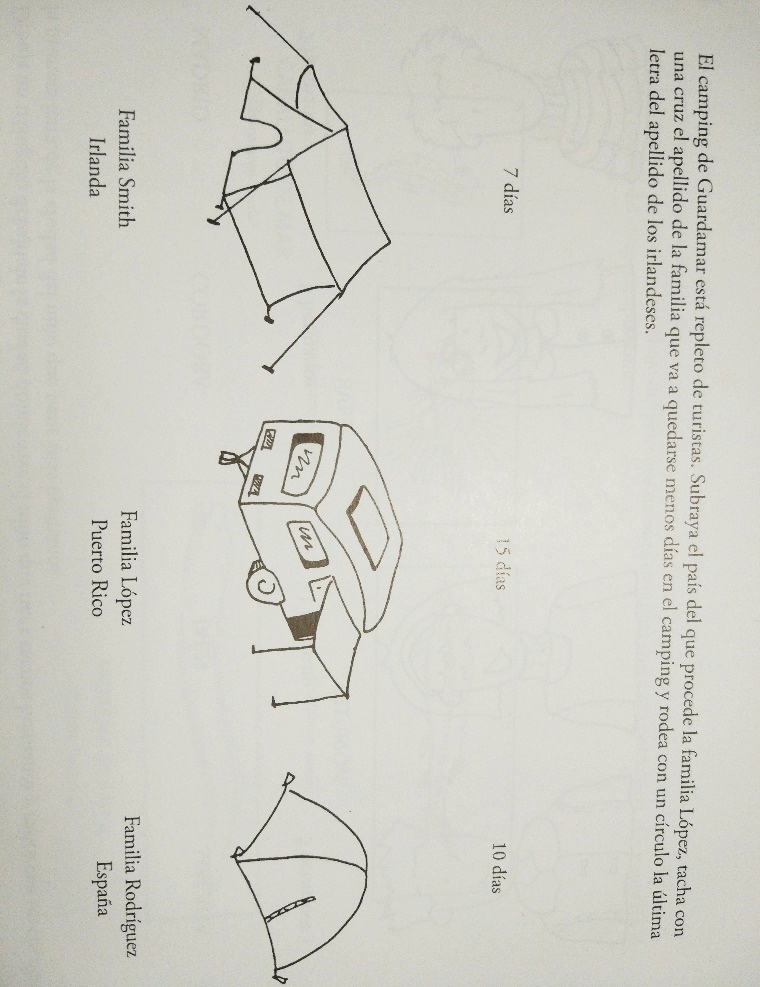 El camping de Guardamar está repleto de turistas. Subraya el país del que procede la familia López, tacha con
una cruz el apellido de la familia que va a quedarse menos días en el camping y rodea con un círculo la última
letra del apellido de los irlandeses.
7 días
15 días
10 días
Familia Smith
Irlanda
Familia López
Puerto Rico
Familia Rodríguez
España